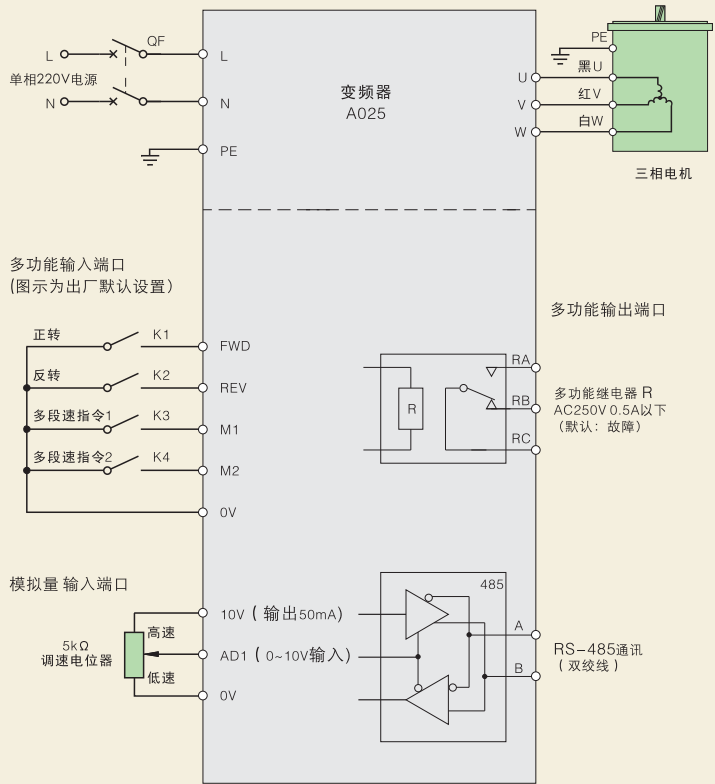 QF
L
单相220V电源
N
L
N
PE
变频器
A025
U
V
W
PE
黑U
红V
白W
三相电机
多功能输入端口
(图示为出厂默认设置)
正转
K1
FWD
反转
K2
REV
多段速指令1
K3
M1
多段速指令2
K4
M2
0V
多功能输出端口
R
RA
RB
RC
多功能继电器 R
AC250V 0.5A以下
(默认：故障)
模拟量 输入端口
5kΩ
调速电位器
高速
低速
10V ( 输出50mA)
AD1 ( 0~10V输入)
0V
485
A
B
RS-485通讯
( 双绞线 )